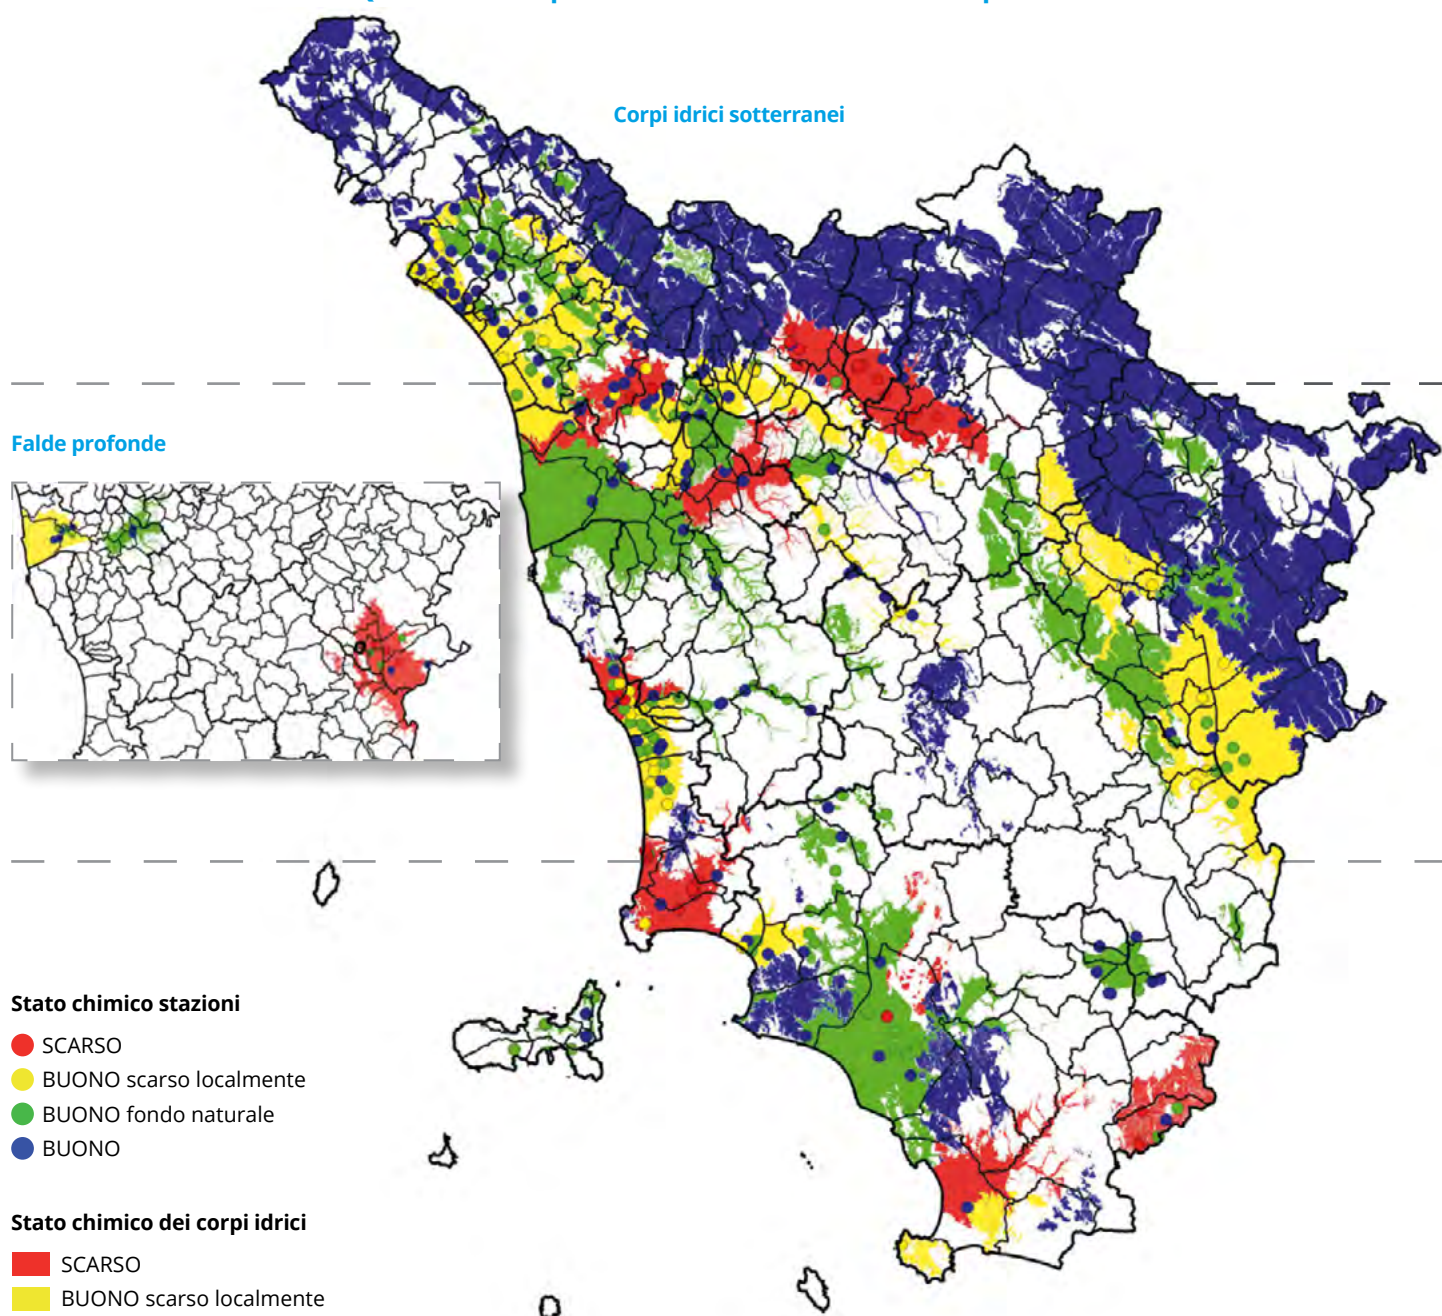 Corpi idrici sotterranei
Falde profonde
Stato chimico stazioni
SCARSO
BUONO scarso localmente
BUONO fondo naturale
BUONO
Stato chimico dei corpi idrici
SCARSO
BUONO scarso localmente